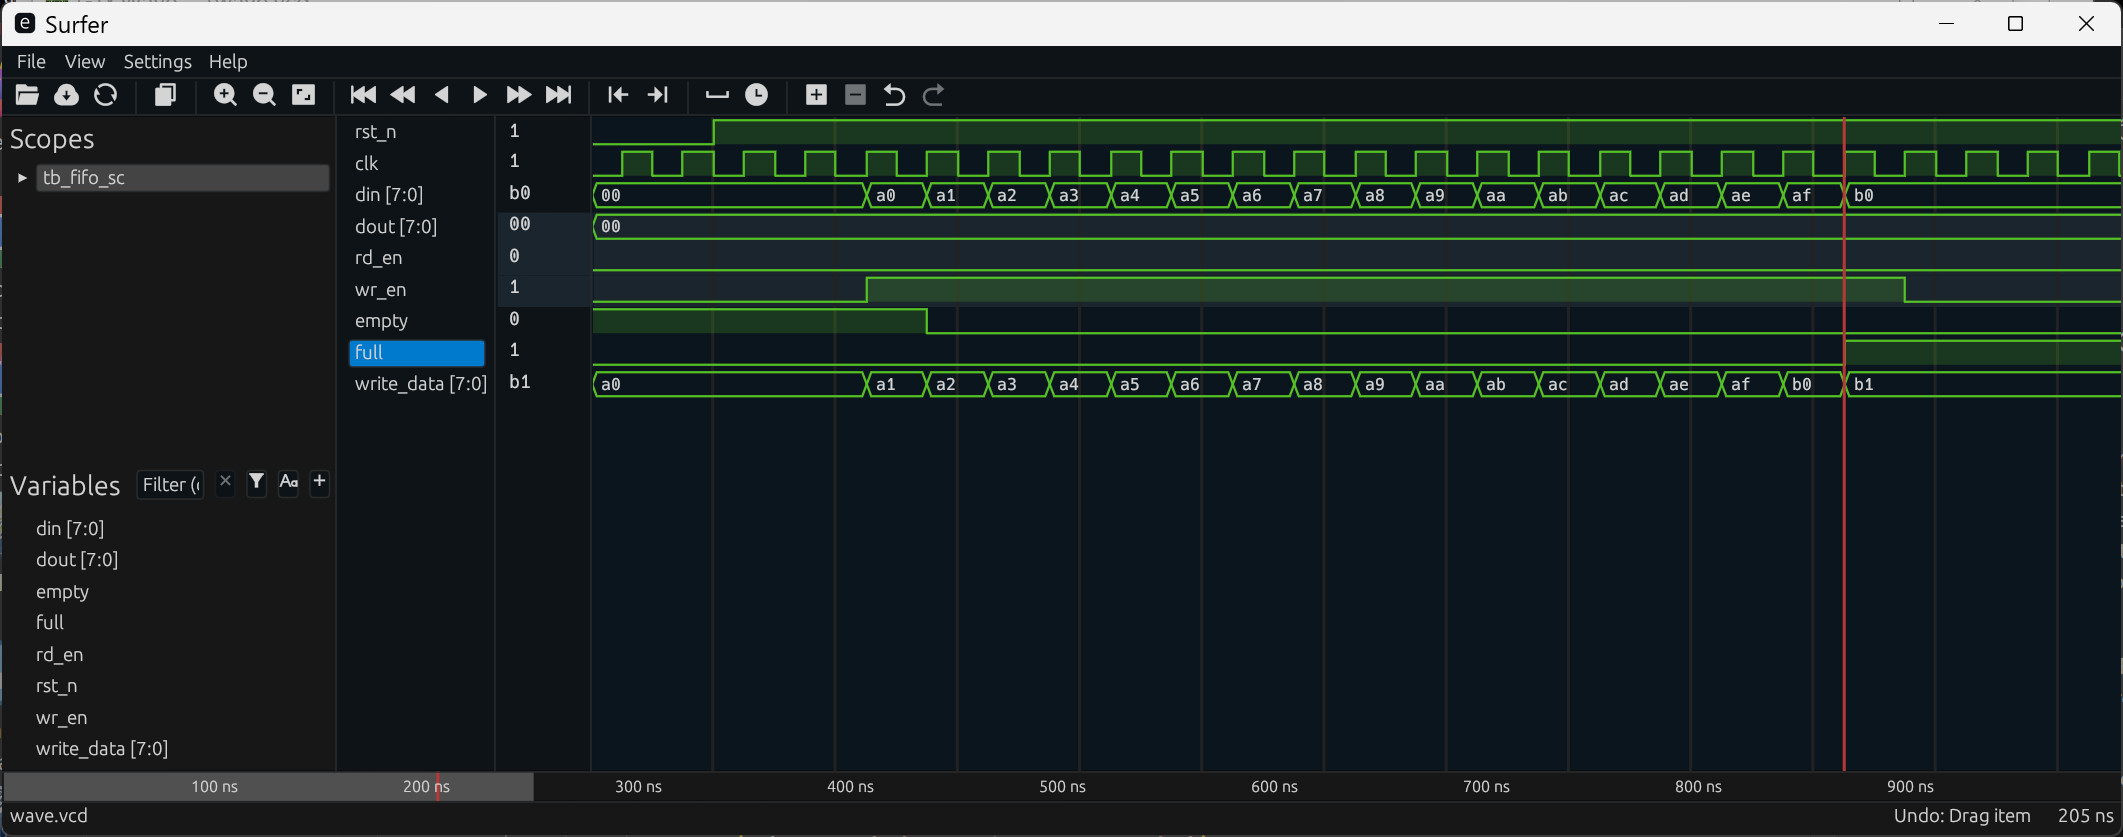 Surfer
File View Settings Help
Scopes
tb_fifo_sc
Variables Filter (
din [7:0]
dout [7:0]
empty
full
rd_en
rst_n
wr_en
write_data [7:0]
rst_n 1
clk 1
din [7:0] b0 00 a0 a1 a2 a3 a4 a5 a6 a7 a8 a9 aa ab ac ad ae af b0
dout [7:0] 00 00
rd_en 0
wr_en 1
empty 0
full 1
write_data [7:0] b1 a0 a1 a2 a3 a4 a5 a6 a7 a8 a9 aa ab ac ad ae af b0 b1
100 ns 200 ns 300 ns 400 ns 500 ns 600 ns 700 ns 800 ns 900 ns
wave.vcd Undo: Drag item 205 ns